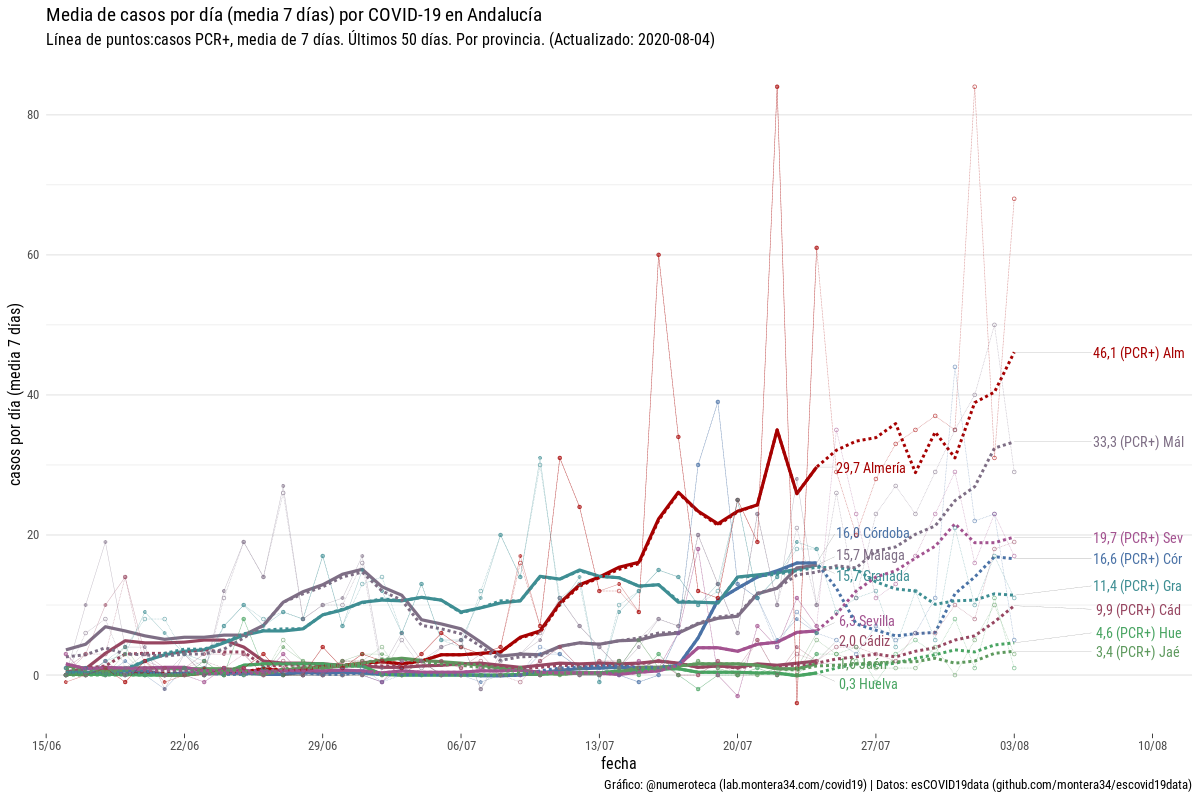 Media de casos por día (media 7 días) por COVID-19 en Andalucía
Línea de puntos:casos PCR+, media de 7 días. Últimos 50 días. Por provincia. (Actualizado: 2020-08-04)
casos por día (media 7 días)
80
60
40
20
0
46,1 (PCR+) Alm
33,3 (PCR+) Mál
29,7 Almería
16,0 Córdoba
19,7 (PCR+) Sev
15,7 Málaga
16,6 (PCR+) Cór
15,7 Granada
11,4 (PCR+) Gra
9,9 (PCR+) Cád
6,3 Sevilla
4,6 (PCR+) Hue
2,0 Cádiz
3,4 (PCR+) Jaé
Jaén
0,3 Huelva
15/06
22/06
29/06
06/07
13/07
20/07
27/07
03/08
10/08
fecha
Gráfico: @numeroteca (lab.montera34.com/covid19) | Datos: esCOVID19data (github.com/montera34/escovid19data)